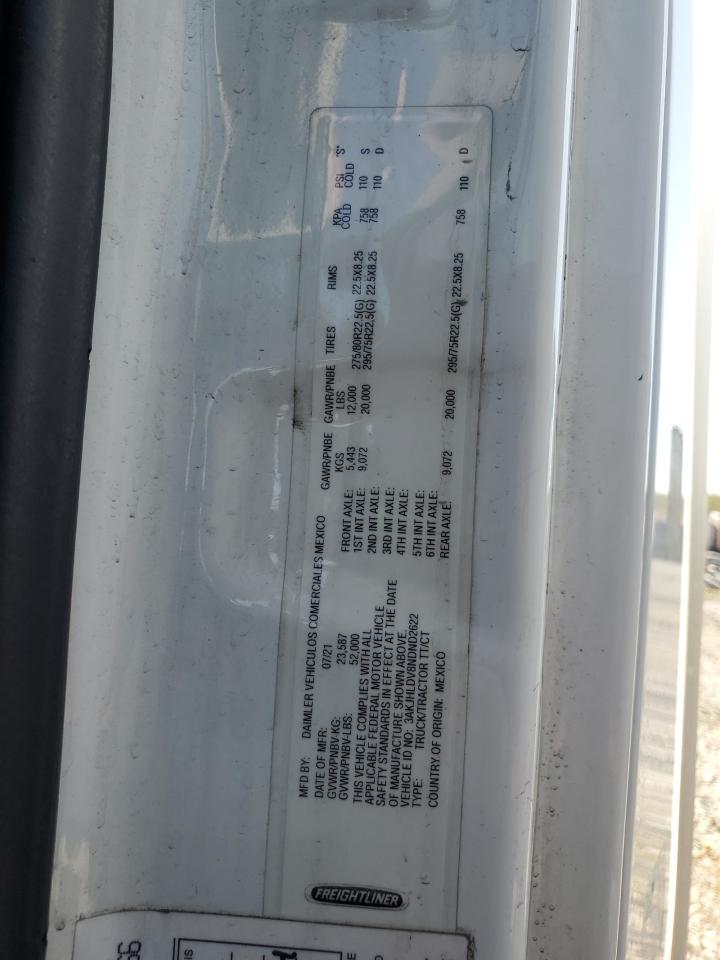 FREIGHTLINER
MFD BY: DAIMLER VEHICULOS COMERCIALES MEXICO
DATE OF MFR: 07/21
GVWR/PNBV-KG: 23,587
GVWR/PNBV-LBS: 52,000
THIS VEHICLE COMPLIES WITH ALL
APPLICABLE FEDERAL MOTOR VEHICLE
SAFETY STANDARDS IN EFFECT AT THE DATE
OF MANUFACTURE SHOWN ABOVE.
VEHICLE ID NO: 3AKJHLDV8NDND2622
TYPE: TRUCK/TRACTOR TT/CT
COUNTRY OF ORIGIN: MEXICO
GAWR/PNBE GAWR/PNBE TIRES RIMS KPA PSI "S"
KGS LBS COLD COLD
FRONT AXLE: 5,443 12,000 275/80R22.5(G) 22.5X8.25 758 110 S
1ST INT AXLE: 9,072 20,000 295/75R22.5(G) 22.5X8.25 758 110 D
2ND INT AXLE:
3RD INT AXLE:
4TH INT AXLE:
5TH INT AXLE:
6TH INT AXLE:
REAR AXLE: 9,072 20,000 295/75R22.5(G) 22.5X8.25 758 110 D